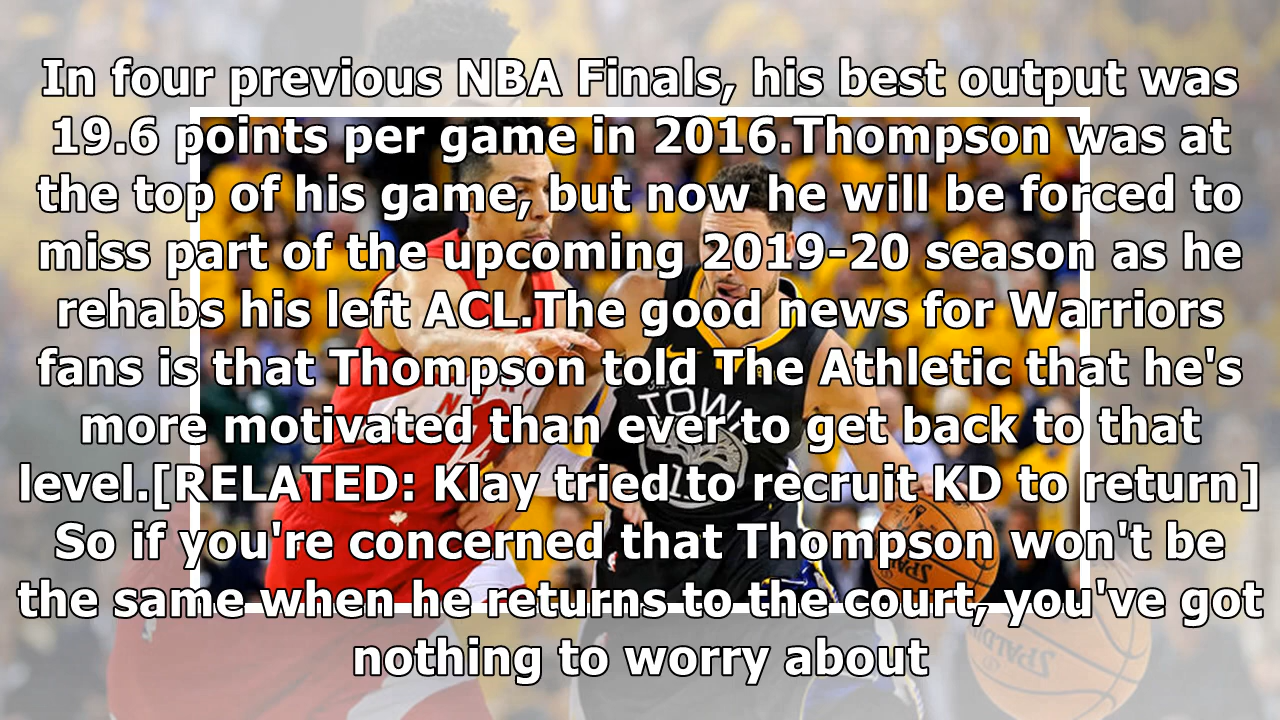 In four previous NBA Finals, his best output was
19.6 points per game in 2016.Thompson was at
the top of his game, but now he will be forced to
miss part of the upcoming 2019-20 season as he
rehabs his left ACL.The good news for Warriors
fans is that Thompson told The Athletic that he's
more motivated than ever to get back to that
level.[RELATED: Klay tried to recruit KD to return]
So if you're concerned that Thompson won't be
the same when he returns to the court, you've got
nothing to worry about